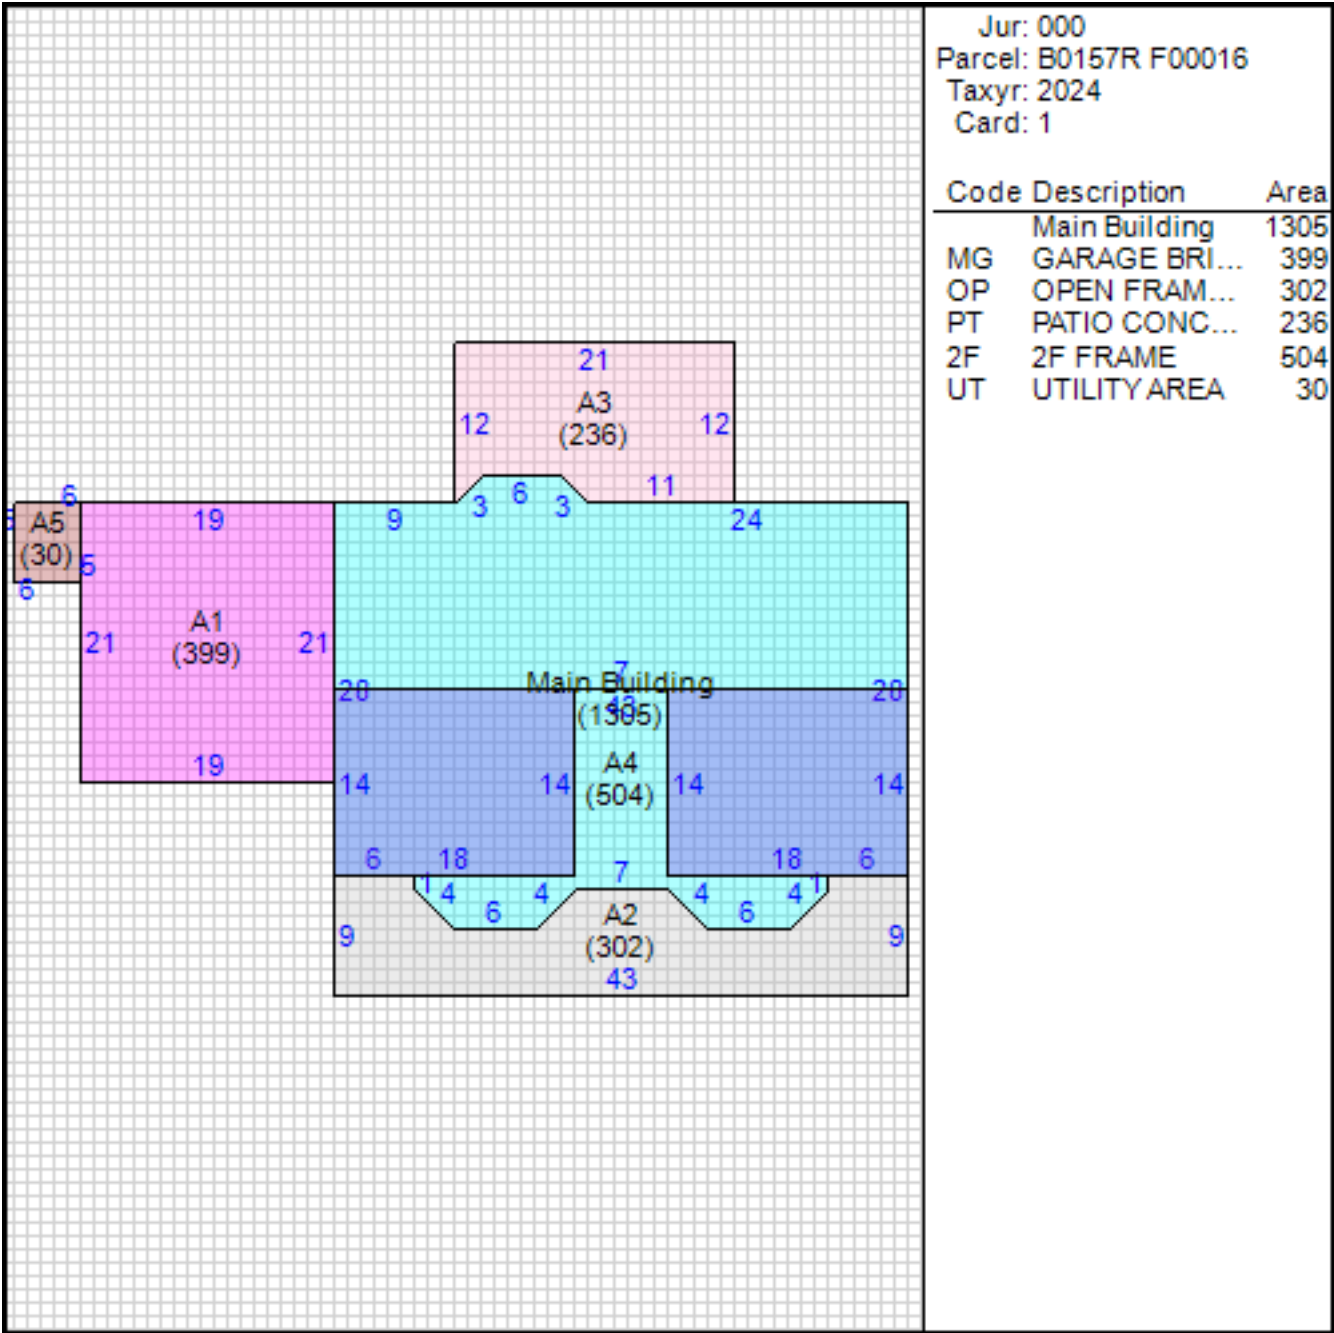 Jur: 000
Parcel: B0157R F00016
Taxyr: 2024
Card: 1
Code Description Area
Main Building 1305
MG GARAGE BRI... 399
OP OPEN FRAM... 302
PT PATIO CONC... 236
2F 2F FRAME 504
UT UTILITY AREA 30
21
12 A3 12
(236)
6 3 6 3 11
A5 19 9 24
(30) 5
6
A1
21 (399) 21
7
Main Building
20 20
(1305)
19 14 14 A4 14 14
(504)
6 18 7 18 6
1 4 4 4 4 1
6 A2 6
9 (302) 9
43